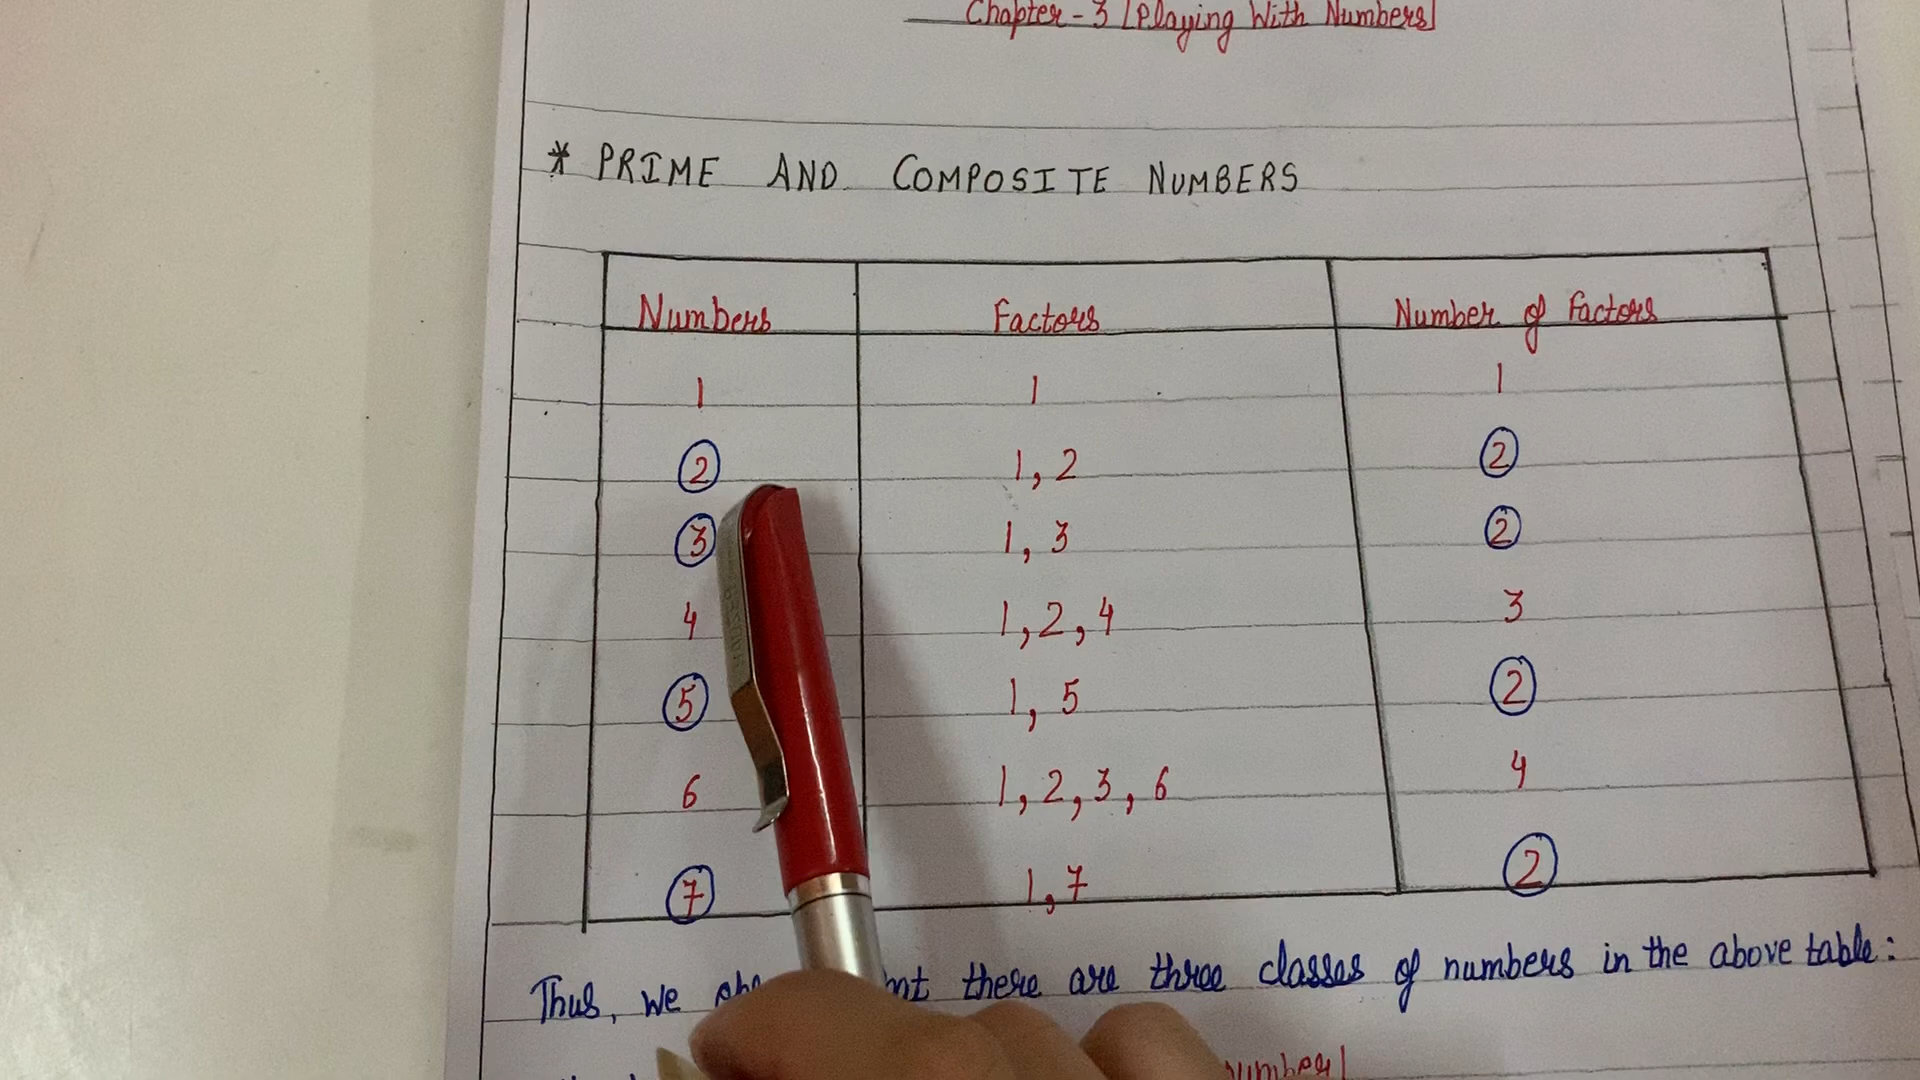 Chapter - 3 [Playing With Numbers]
* PRIME AND COMPOSITE NUMBERS
Numbers Factors Number of Factors
1 1 1
2 1, 2 2
3 1, 3 2
4 1, 2, 4 3
5 1, 5 2
6 1, 2, 3, 6 4
7 1, 7 2
Thus, we there are three classes of numbers in the above table: